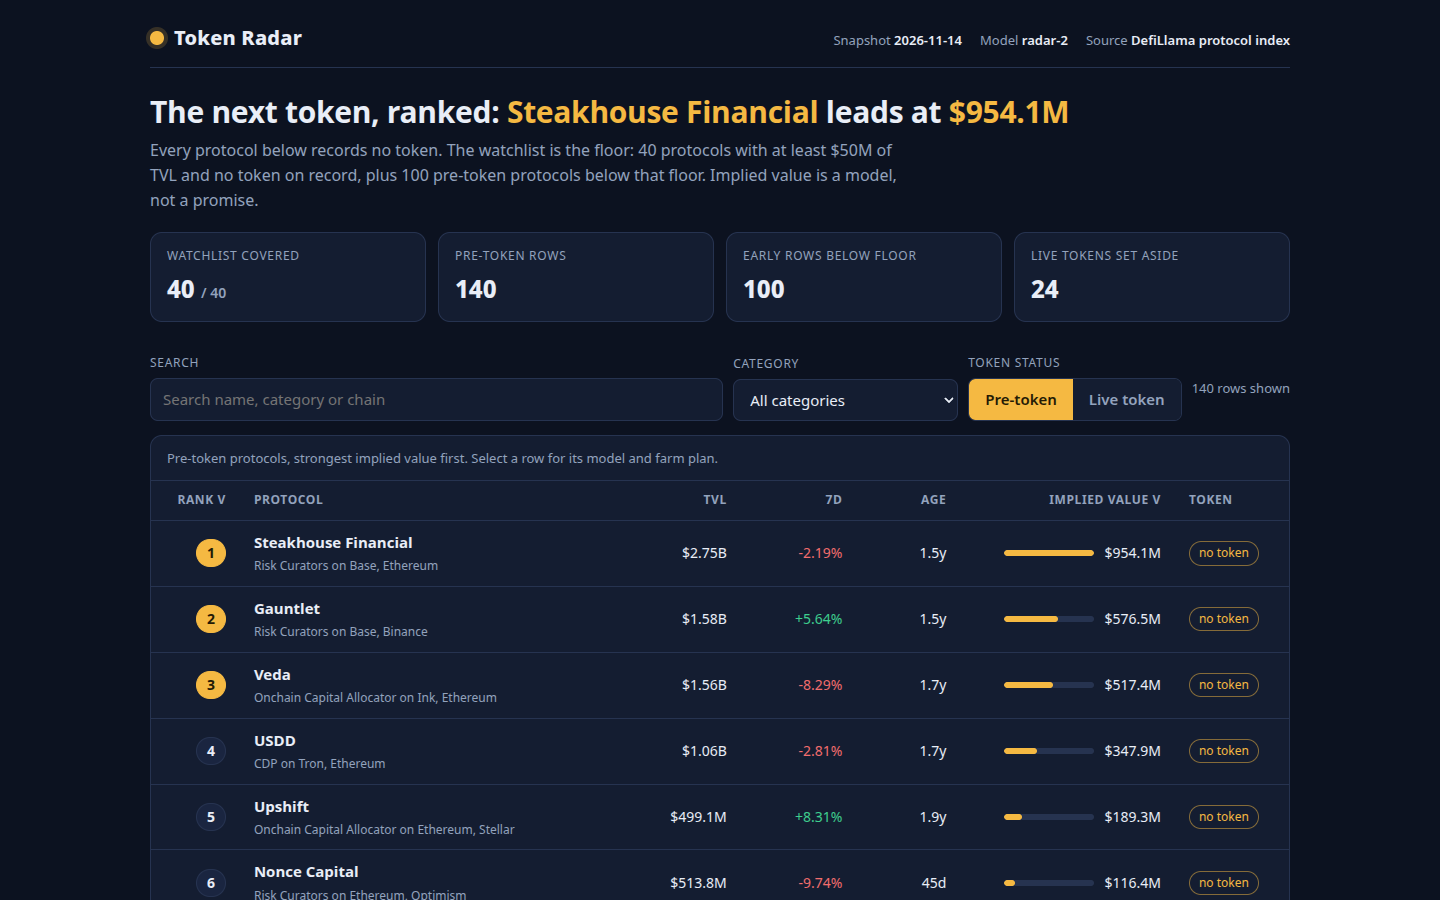 Token Radar
Snapshot 2026-11-14 Model radar-2 Source DefiLlama protocol index
The next token, ranked: Steakhouse Financial leads at $954.1M
Every protocol below records no token. The watchlist is the floor: 40 protocols with at least $50M of
TVL and no token on record, plus 100 pre-token protocols below that floor. Implied value is a model,
not a promise.
WATCHLIST COVERED
40 / 40
PRE-TOKEN ROWS
140
EARLY ROWS BELOW FLOOR
100
LIVE TOKENS SET ASIDE
24
SEARCH
Search name, category or chain
CATEGORY
All categories
TOKEN STATUS
Pre-token Live token
140 rows shown
Pre-token protocols, strongest implied value first. Select a row for its model and farm plan.
RANK V PROTOCOL TVL 7D AGE IMPLIED VALUE V TOKEN
1 Steakhouse Financial $2.75B -2.19% 1.5y $954.1M no token
Risk Curators on Base, Ethereum
2 Gauntlet $1.58B +5.64% 1.5y $576.5M no token
Risk Curators on Base, Binance
3 Veda $1.56B -8.29% 1.7y $517.4M no token
Onchain Capital Allocator on Ink, Ethereum
4 USDD $1.06B -2.81% 1.7y $347.9M no token
CDP on Tron, Ethereum
5 Upshift $499.1M +8.31% 1.9y $189.3M no token
Onchain Capital Allocator on Ethereum, Stellar
6 Nonce Capital $513.8M -9.74% 45d $116.4M no token
Risk Curators on Ethereum, Optimism